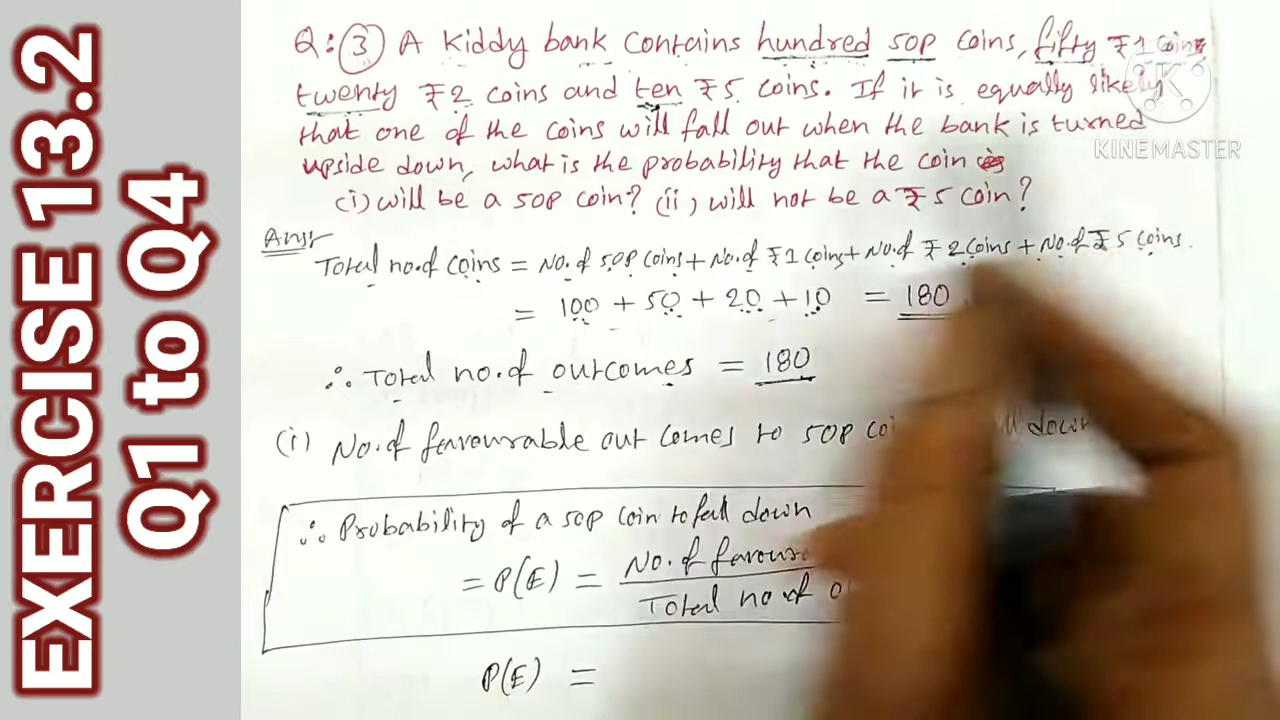 EXERCISE 13.2
Q1 to Q4
Q: 3 A Kiddy bank contains hundred 50p coins, fifty ₹1 coins
twenty ₹2 coins and ten ₹5 coins. If it is equally likely
that one of the coins will fall out when the bank is turned
upside down, what is the probability that the coin
(i) will be a 50p coin? (ii) will not be a ₹5 coin?
KINEMASTER
Ansr
Total no.of coins = No. of 50p coins + No. of ₹1 coins + No. of ₹2 coins + No. of ₹5 coins.
= 100 + 50 + 20 + 10 = 180
∴ Total no. of outcomes = 180
(i) No. of favourable out comes to 50p down
∴ Probability of a 50p coin to fall down
= P(E) = No. of
Total no of
P(E) =